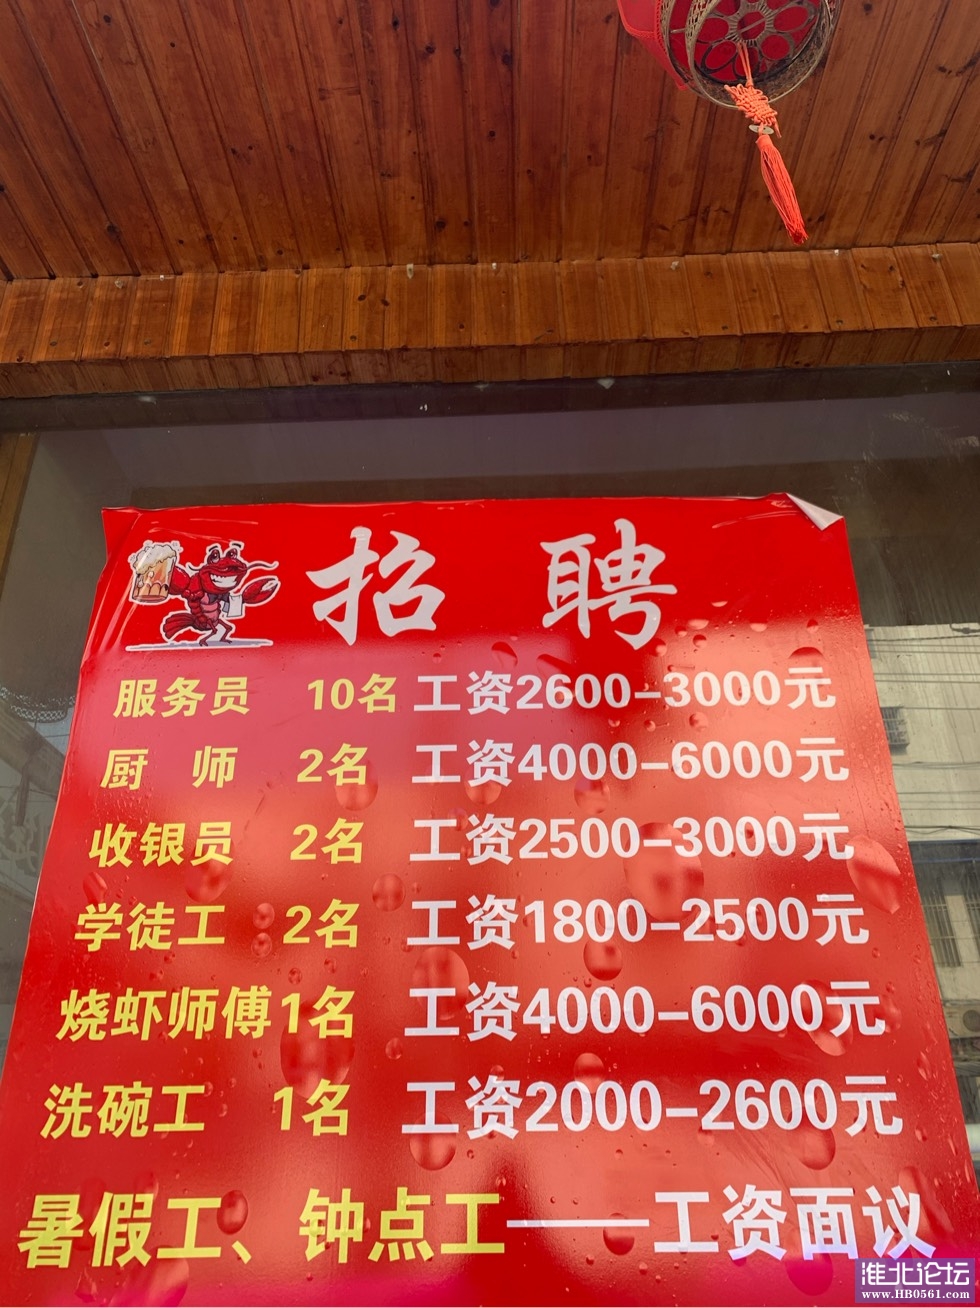 招 聘
服务员 10名 工资2600-3000元
厨 师 2名 工资4000-6000元
收银员 2名 工资2500-3000元
学徒工 2名 工资1800-2500元
烧虾师傅1名 工资4000-6000元
洗碗工 1名 工资2000-2600元
暑假工、钟点工——工资面议
淮北论坛
www.HB0561.com